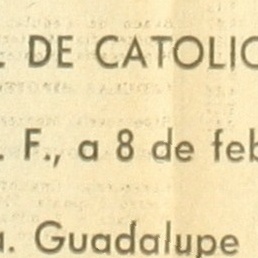 . DE CATOLIC
. F., a 8 de feb
a. Guadalupe